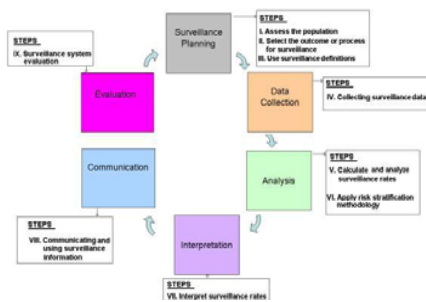 Surveillance
Planning
STEPS
I. Assess the population
II. Select the outcome or process
for surveillance
III. Use surveillance definitions
Data
Collection
STEPS
IV. Collecting surveillance data
Analysis
STEPS
V. Calculate and analyze
surveillance rates
VI. Apply risk stratification
methodology
Interpretation
STEPS
VII. Interpret surveillance rates
Communication
STEPS
VIII. Communicating and
using surveillance
information
Evaluation
STEPS
IX. Surveillance system
evaluation